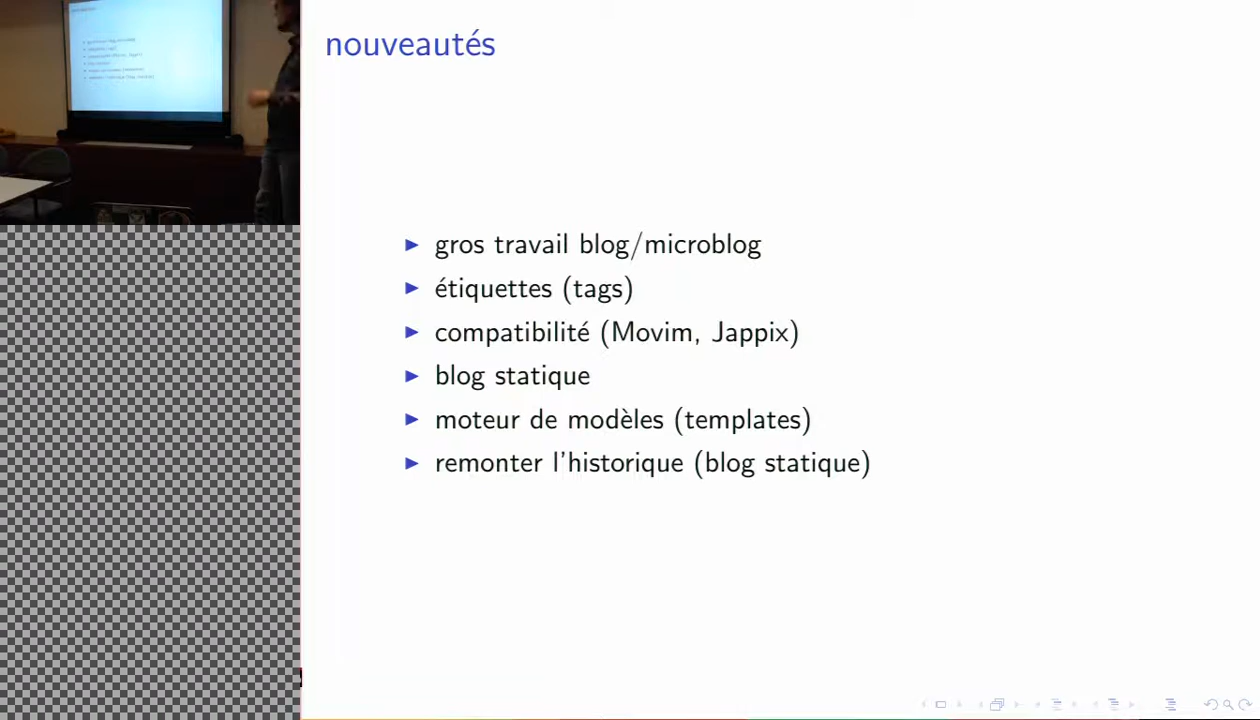 nouveautés
gros travail blog/microblog
étiquettes (tags)
compatibilité (Movim, Jappix)
blog statique
moteur de modèles (templates)
remonter l'historique (blog statique)